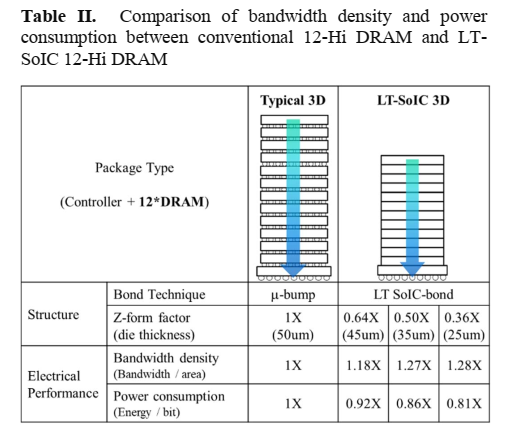 Table II. Comparison of bandwidth density and power
consumption between conventional 12-Hi DRAM and LT-
SoIC 12-Hi DRAM
Package Type
(Controller + 12*DRAM)
Typical 3D
LT-SoIC 3D
Structure
Bond Technique
μ-bump
LT SoIC-bond
Z-form factor
(die thickness)
1X
(50um)
0.64X
(45um)
0.50X
(35um)
0.36X
(25um)
Electrical
Performance
Bandwidth density
(Bandwidth / area)
1X
1.18X
1.27X
1.28X
Power consumption
(Energy / bit)
1X
0.92X
0.86X
0.81X